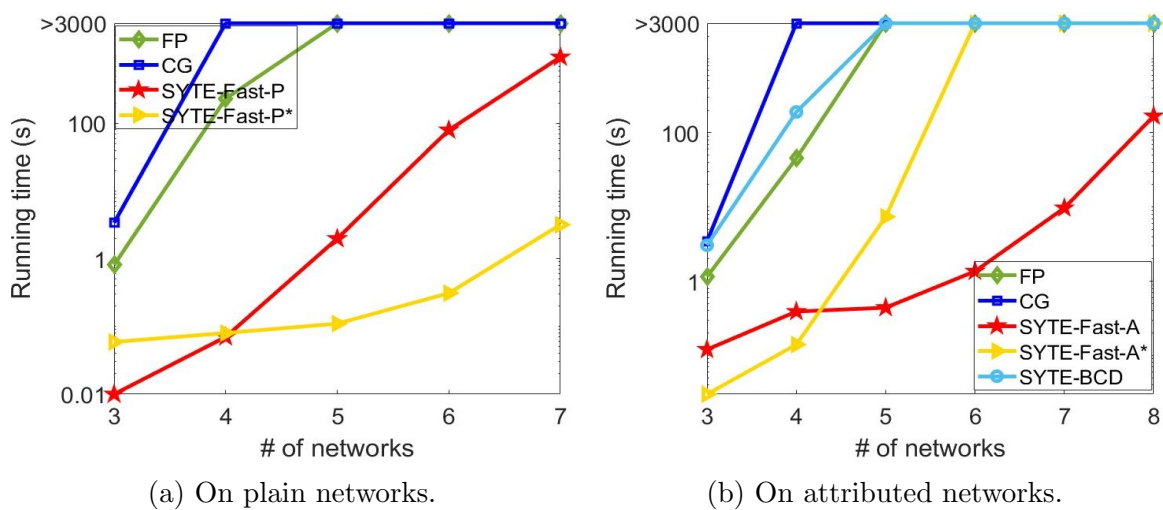 >3000
100
1
0.01
Running time (s)
FP
CG
SYTE-Fast-P
SYTE-Fast-P*
3 4 5 6 7
# of networks
(a) On plain networks.
>3000
100
1
Running time (s)
FP
CG
SYTE-Fast-A
SYTE-Fast-A*
SYTE-BCD
3 4 5 6 7 8
# of networks
(b) On attributed networks.